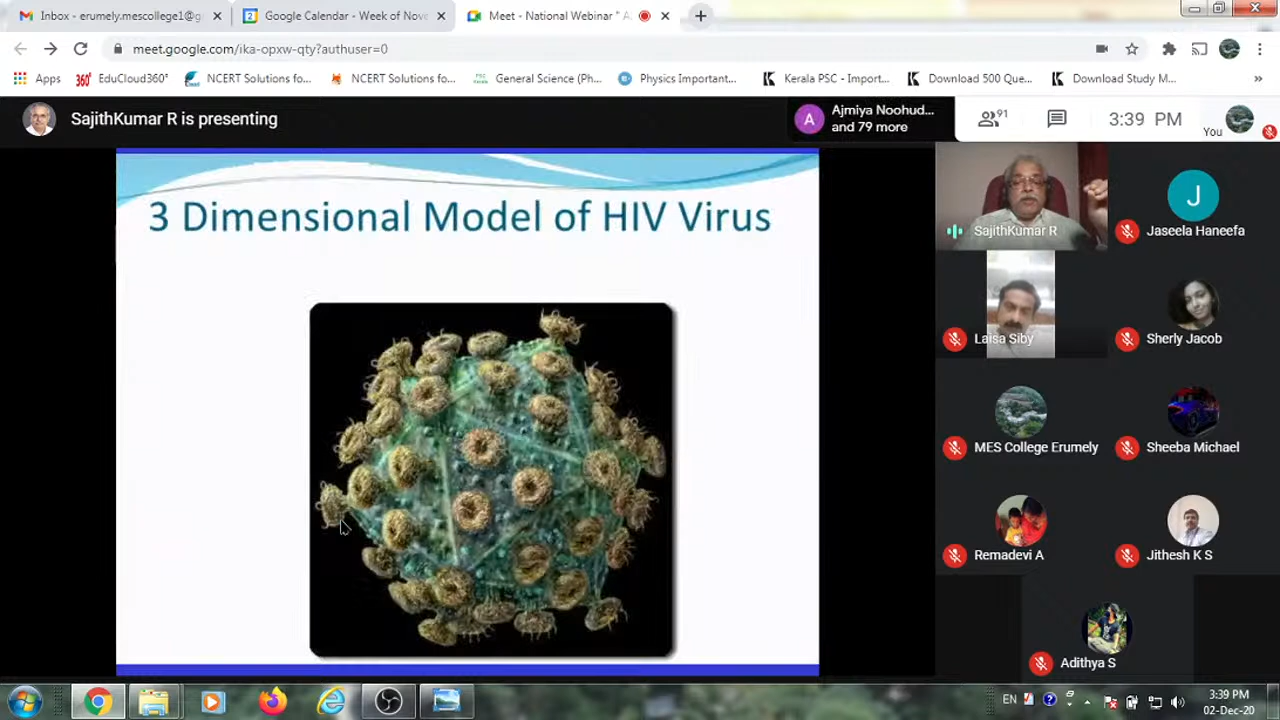 Inbox - erumely.mescollege1@g
Google Calendar - Week of Nove
Meet - National Webinar "
meet.google.com/ika-opxw-qty?authuser=0
Apps
EduCloud360°
NCERT Solutions fo...
NCERT Solutions fo...
General Science (Ph...
Physics Important...
Kerala PSC - Import...
Download 500 Que...
Download Study M...
»
SajithKumar R is presenting
A
Ajmiya Noohud...
and 79 more
91
3:39 PM
You
3 Dimensional Model of HIV Virus
SajithKumar R
J
Jaseela Haneefa
Laisa Siby
Sherly Jacob
MES College Erumely
Sheeba Michael
Remadevi A
Jithesh K S
Adithya S
EN
3:39 PM
02-Dec-20